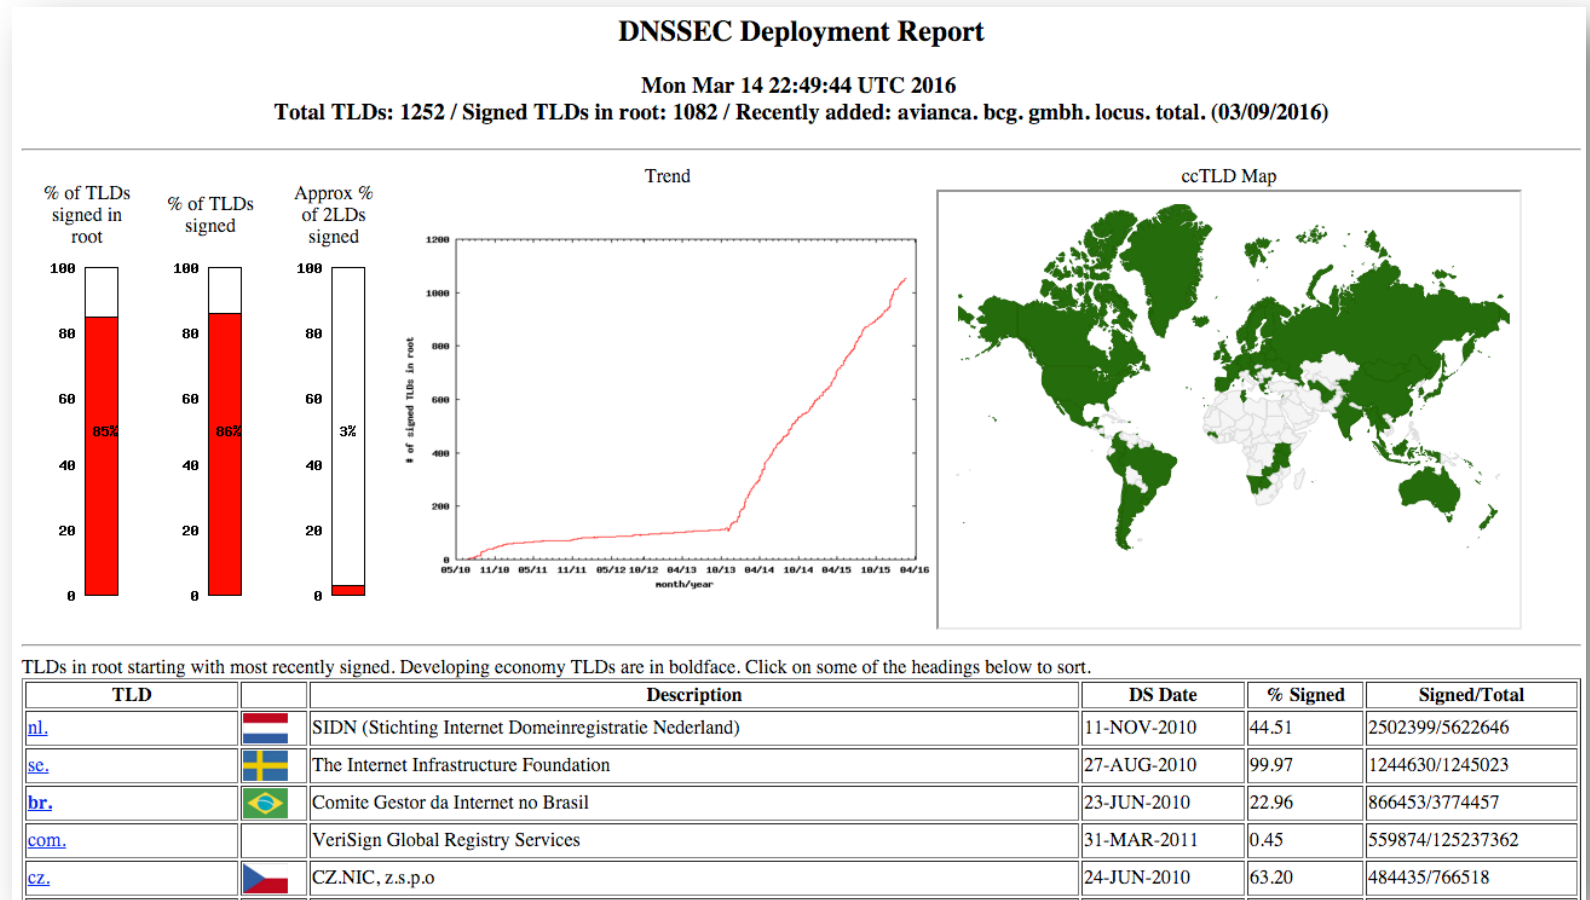 DNSSEC Deployment Report
Mon Mar 14 22:49:44 UTC 2016
Total TLDs: 1252 / Signed TLDs in root: 1082 / Recently added: avianca. bcg. gmbh. locus. total. (03/09/2016)
% of TLDs
signed in
root
100
80
60
40
20
0
85%
% of TLDs
signed
100
80
60
40
20
0
86%
Approx %
of 2LDs
signed
100
80
60
40
20
0
3%
Trend
# of signed TLDs in root
1200
1000
800
600
400
200
0
05/10 11/10 05/11 11/11 05/12 10/12 04/13 10/13 04/14 10/14 04/15 10/15 04/16
month/year
ccTLD Map
TLDs in root starting with most recently signed. Developing economy TLDs are in boldface. Click on some of the headings below to sort.
TLD Description DS Date % Signed Signed/Total
nl. SIDN (Stichting Internet Domeinregistratie Nederland) 11-NOV-2010 44.51 2502399/5622646
se. The Internet Infrastructure Foundation 27-AUG-2010 99.97 1244630/1245023
br. Comite Gestor da Internet no Brasil 23-JUN-2010 22.96 866453/3774457
com. VeriSign Global Registry Services 31-MAR-2011 0.45 559874/125237362
cz. CZ.NIC, z.s.p.o 24-JUN-2010 63.20 484435/766518